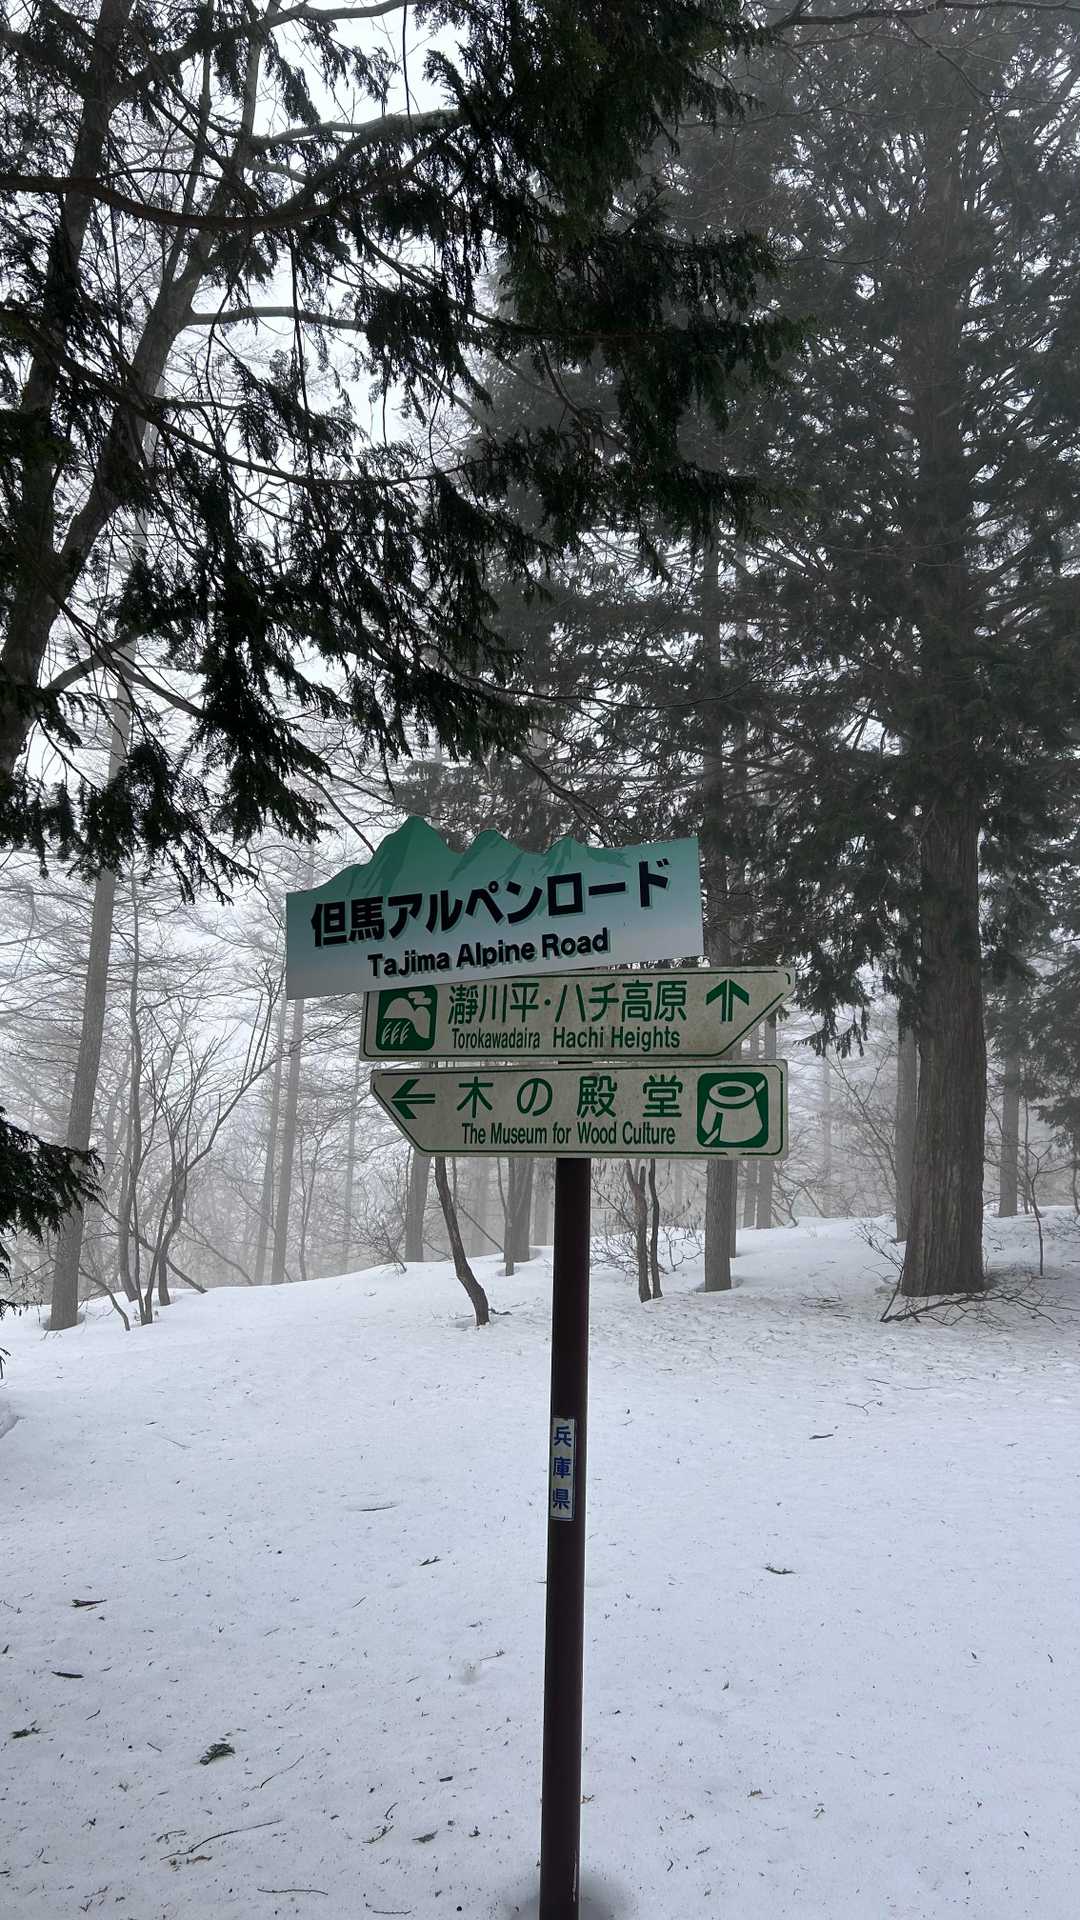 但馬アルペンロード
Tajima Alpine Road
瀞川平・ハチ高原 ↑
Torokawadaira Hachi Heights
← 木の殿堂
The Museum for Wood Culture
兵庫県